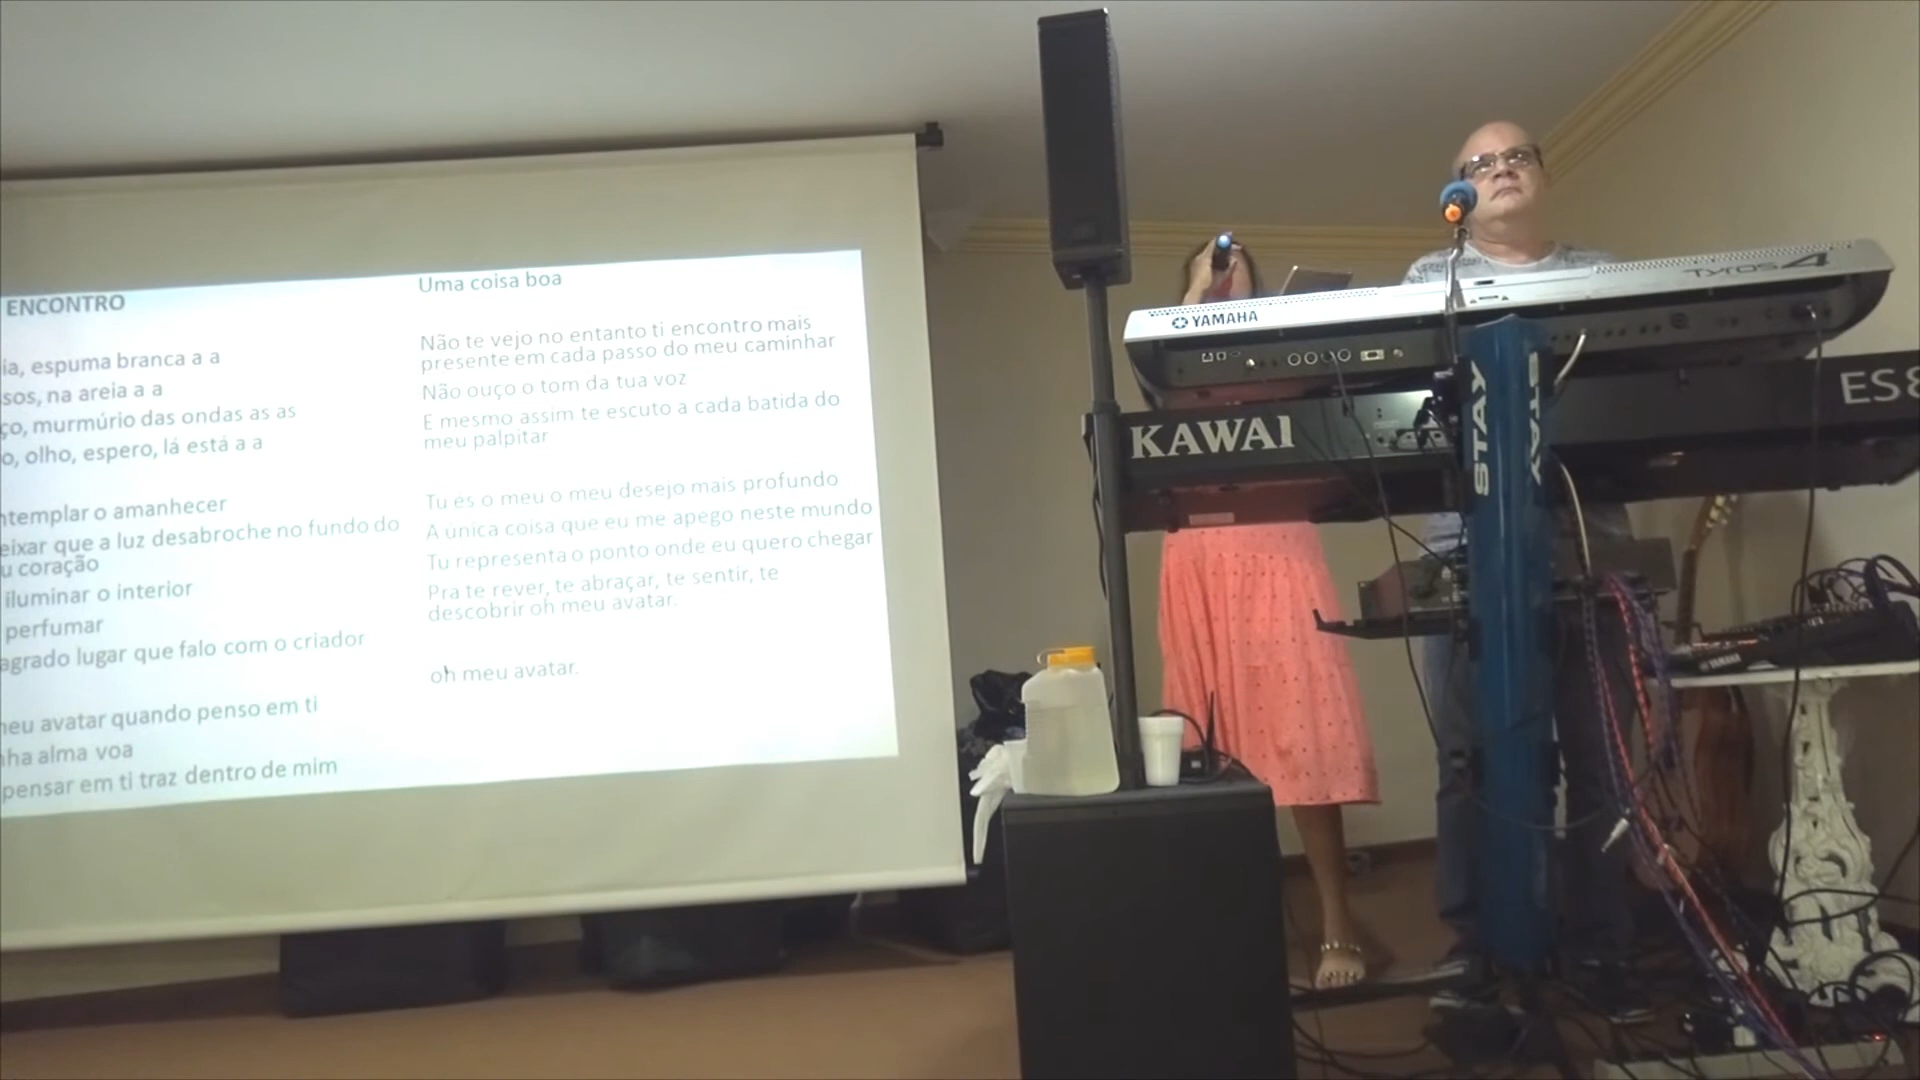 ENCONTRO
ia, espuma branca a a
sos, na areia a a
ço, murmúrio das ondas as as
o, olho, espero, lá está a a
ntemplar o amanhecer
eixar que a luz desabroche no fundo do
u coração
iluminar o interior
perfumar
agrado lugar que falo com o criador
neu avatar quando penso em ti
nha alma voa
pensar em ti traz dentro de mim
Uma coisa boa
Não te vejo no entanto ti encontro mais
presente em cada passo do meu caminhar
Não ouço o tom da tua voz
E mesmo assim te escuto a cada batida do
meu palpitar
Tu és o meu o meu desejo mais profundo
A única coisa que eu me apego neste mundo
Tu representa o ponto onde eu quero chegar
Pra te rever, te abraçar, te sentir, te
descobrir oh meu avatar.
oh meu avatar.
YAMAHA
Tyros4
KAWAI
ES8
STAY
STAY
YAMAHA